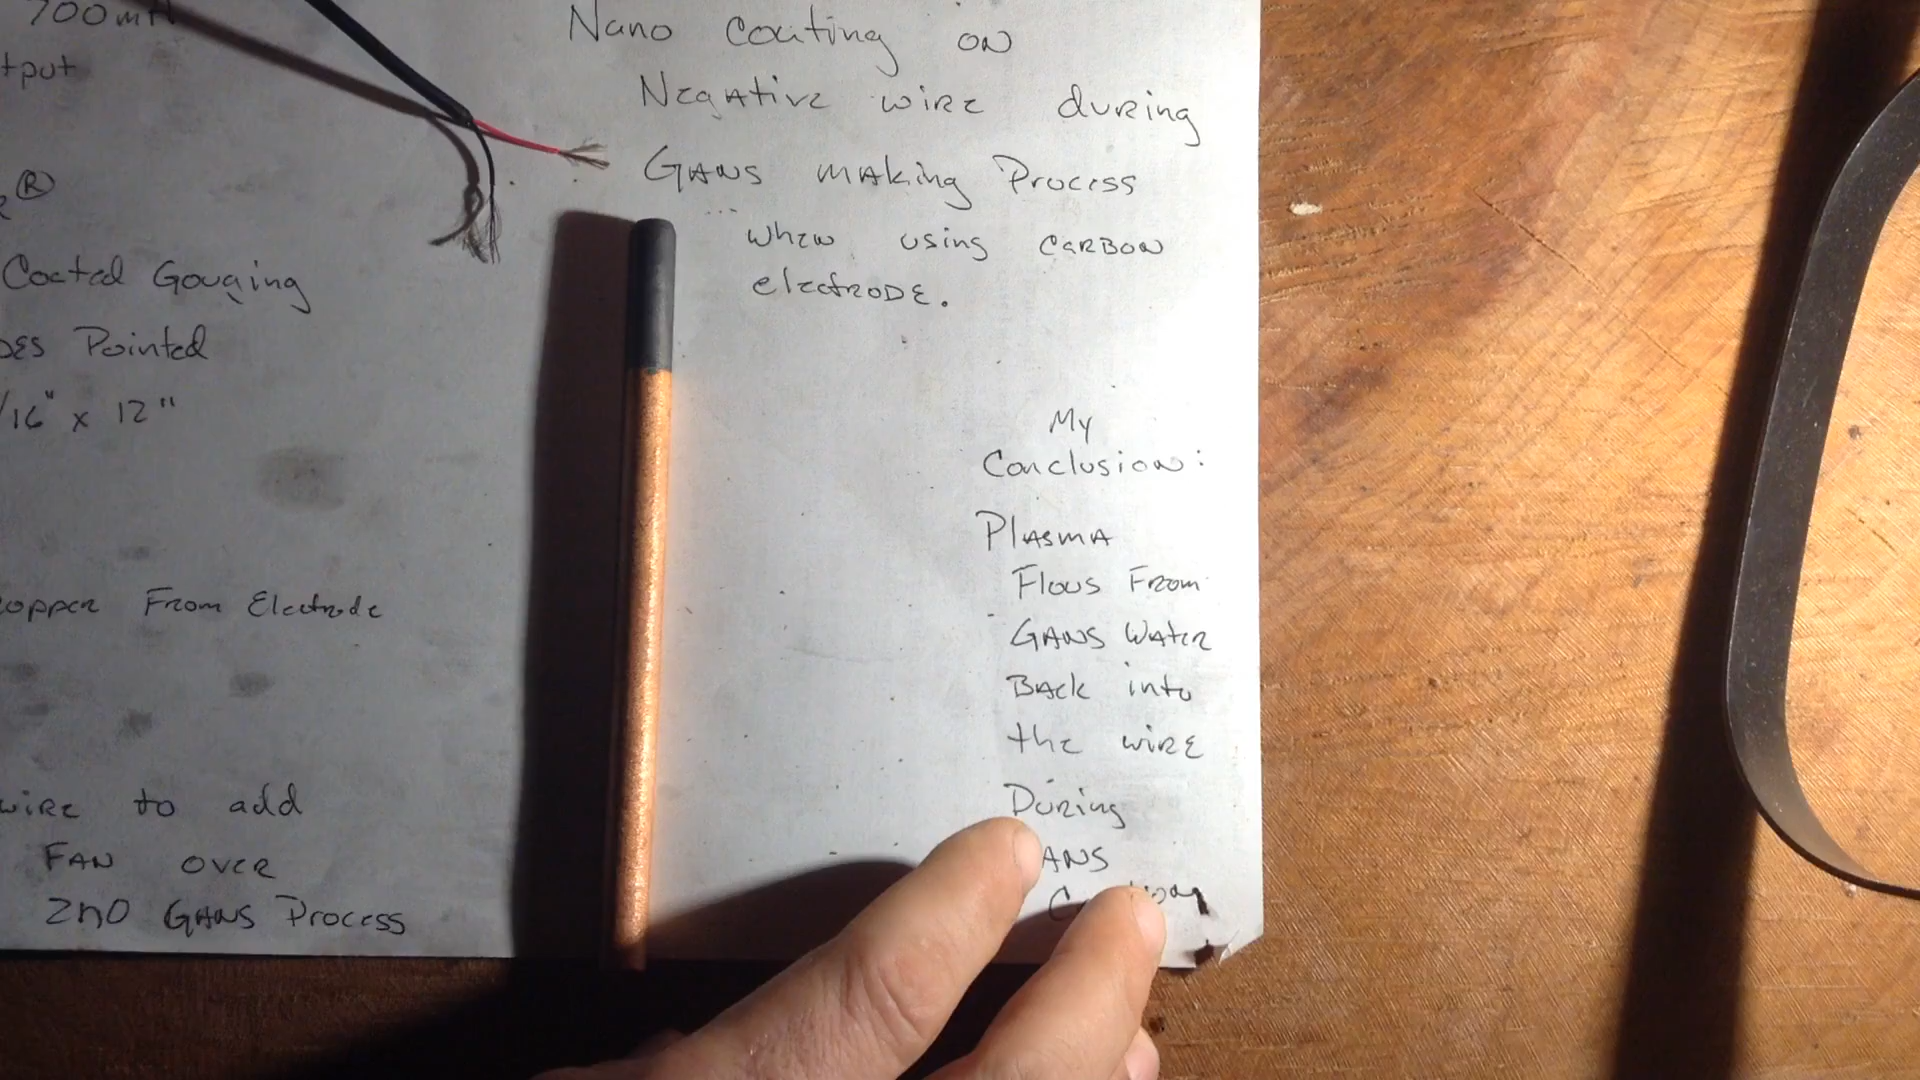 700mA
tput
®
Coated Gouging
DES Pointed
/16" x 12"
opper From Electrode
wire to add
FAN over
ZnO GANS Process
Nano Coating on
Negative wire during
GANS making Process
... when using CARBON
electrode.
My
Conclusion:
Plasma
Flows From
GANS Water
Back into
the wire
During
ANS